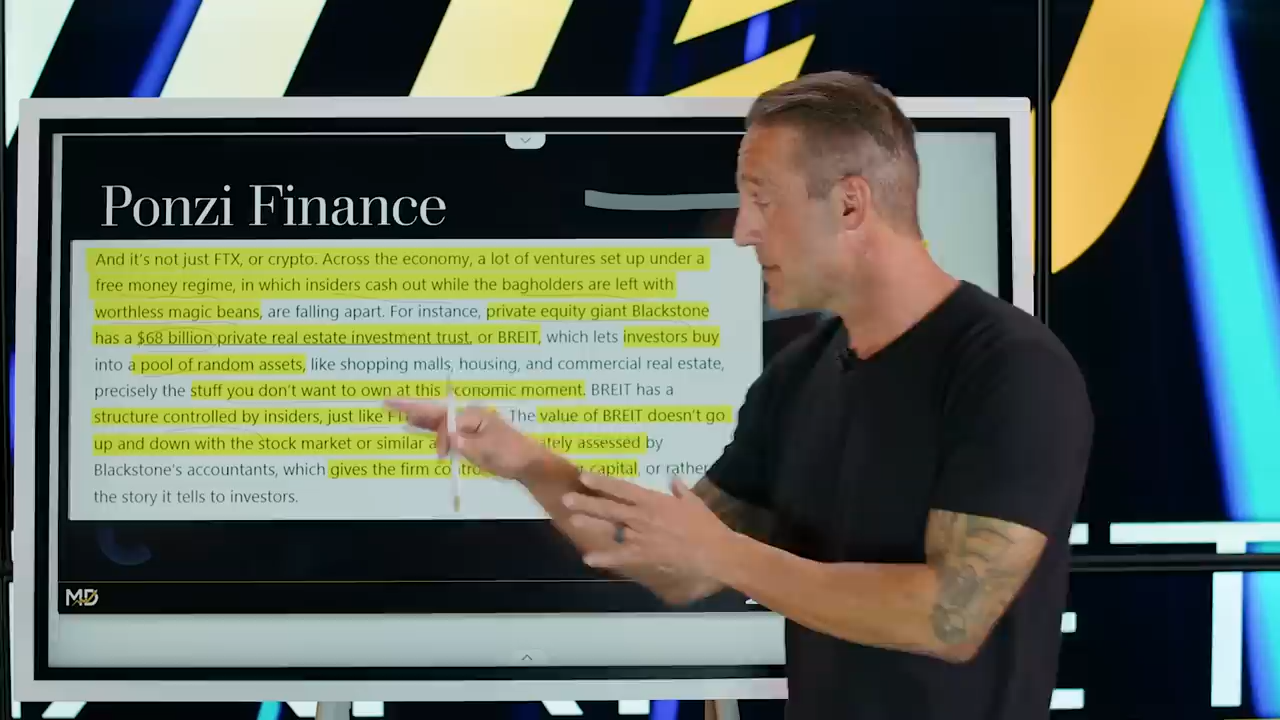 Ponzi Finance
And it's not just FTX, or crypto. Across the economy, a lot of ventures set up under a
free money regime, in which insiders cash out while the bagholders are left with
worthless magic beans, are falling apart. For instance, private equity giant Blackstone
has a $68 billion private real estate investment trust, or BREIT, which lets investors buy
into a pool of random assets, like shopping malls, housing, and commercial real estate,
precisely the stuff you don't want to own at this economic moment. BREIT has a
structure controlled by insiders, just like The value of BREIT doesn't go
up and down with the stock market or similar assessed by
Blackstone's accountants, which gives the firm capital, or rather
the story it tells to investors.
MD